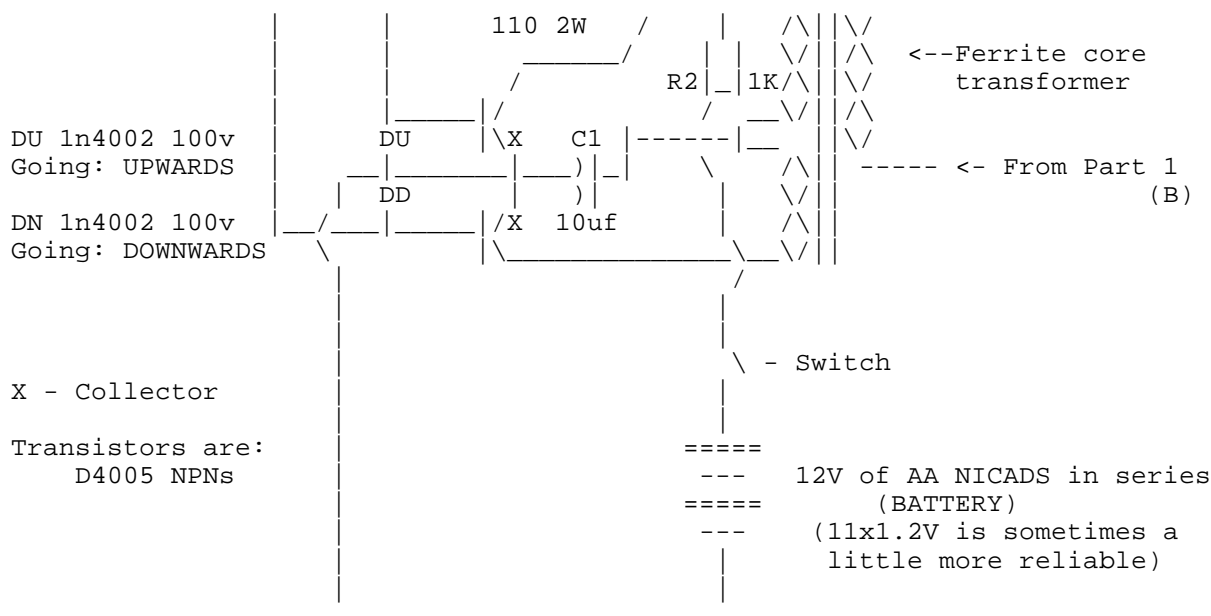 110 2W
<--Ferrite core
R2 1K transformer
DU 1n4002 100v DU X C1
Going: UPWARDS <- From Part 1
DD (B)
DN 1n4002 100v X 10uf
Going: DOWNWARDS
\ - Switch
X - Collector
Transistors are:
D4005 NPNs 12V of AA NICADS in series
(BATTERY)
(11x1.2V is sometimes a
little more reliable)